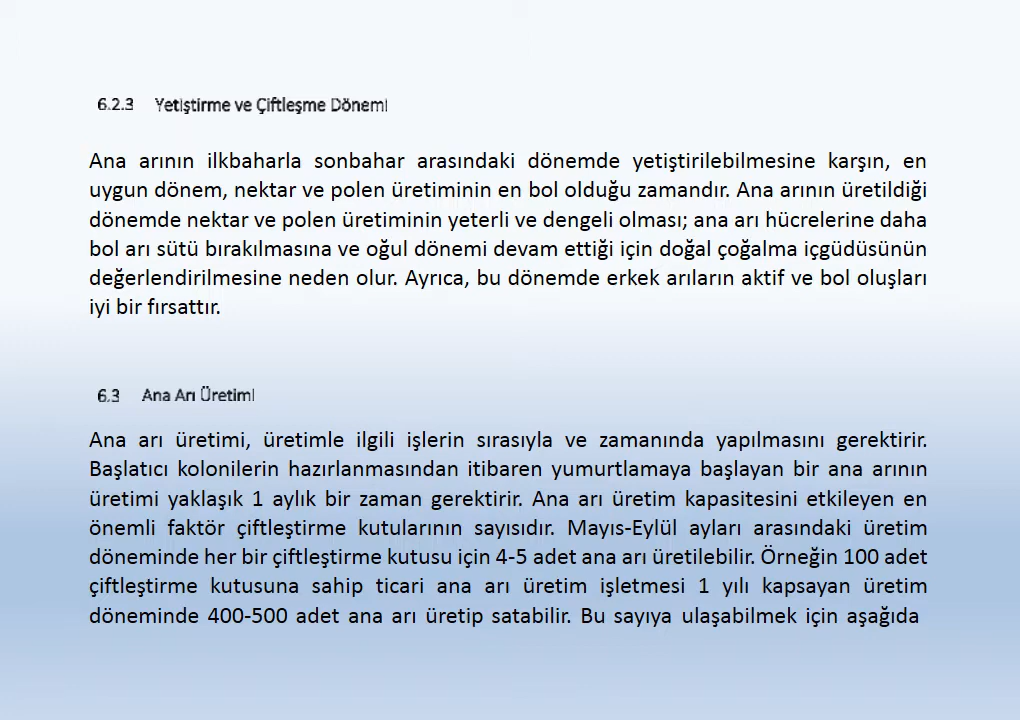 6.2.3 Yetiştirme ve Çiftleşme Dönemi
Ana arının ilkbaharla sonbahar arasındaki dönemde yetiştirilebilmesine karşın, en
uygun dönem, nektar ve polen üretiminin en bol olduğu zamandır. Ana arının üretildiği
dönemde nektar ve polen üretiminin yeterli ve dengeli olması; ana arı hücrelerine daha
bol arı sütü bırakılmasına ve oğul dönemi devam ettiği için doğal çoğalma içgüdüsünün
değerlendirilmesine neden olur. Ayrıca, bu dönemde erkek arıların aktif ve bol oluşları
iyi bir fırsattır.
6.3 Ana Arı Üretimi
Ana arı üretimi, üretimle ilgili işlerin sırasıyla ve zamanında yapılmasını gerektirir.
Başlatıcı kolonilerin hazırlanmasından itibaren yumurtlamaya başlayan bir ana arının
üretimi yaklaşık 1 aylık bir zaman gerektirir. Ana arı üretim kapasitesini etkileyen en
önemli faktör çiftleştirme kutularının sayısıdır. Mayıs-Eylül ayları arasındaki üretim
döneminde her bir çiftleştirme kutusu için 4-5 adet ana arı üretilebilir. Örneğin 100 adet
çiftleştirme kutusuna sahip ticari ana arı üretim işletmesi 1 yılı kapsayan üretim
döneminde 400-500 adet ana arı üretip satabilir. Bu sayıya ulaşabilmek için aşağıda